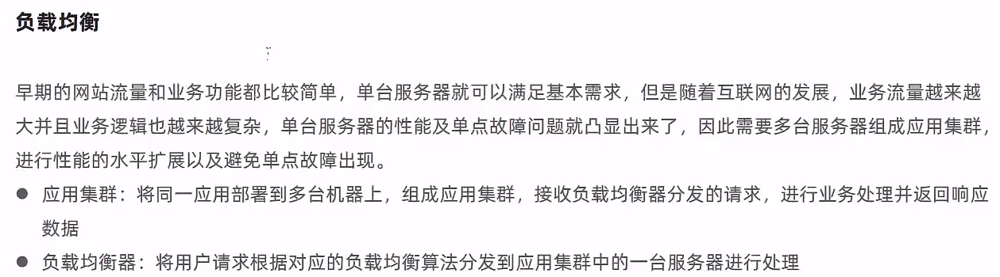 负载均衡
早期的网站流量和业务功能都比较简单，单台服务器就可以满足基本需求，但是随着互联网的发展，业务流量越来越
大并且业务逻辑也越来越复杂，单台服务器的性能及单点故障问题就凸显出来了，因此需要多台服务器组成应用集群，
进行性能的水平扩展以及避免单点故障出现。
● 应用集群：将同一应用部署到多台机器上，组成应用集群，接收负载均衡器分发的请求，进行业务处理并返回响应
数据
● 负载均衡器：将用户请求根据对应的负载均衡算法分发到应用集群中的一台服务器进行处理